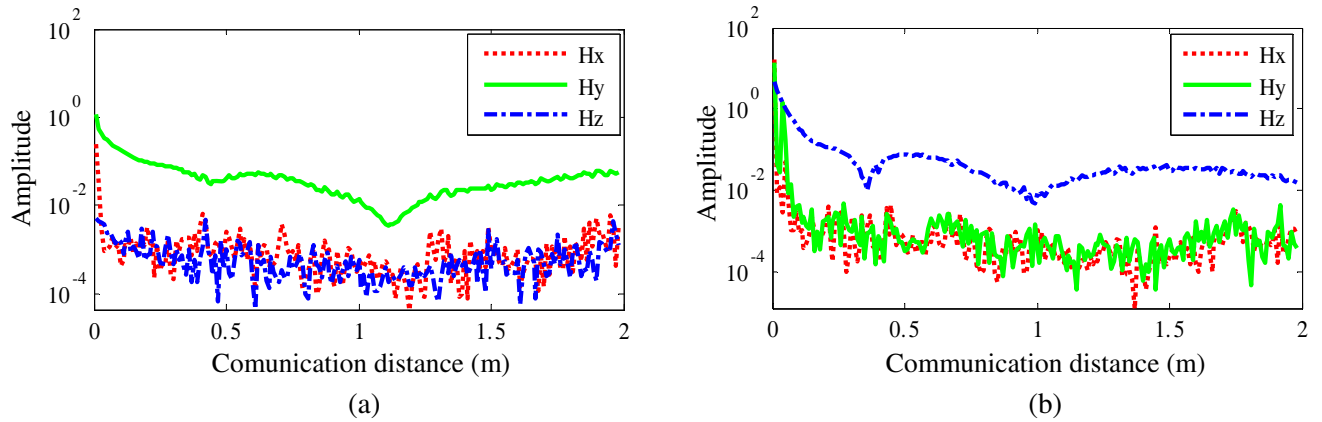 10^2
10^0
10^-2
10^-4
Amplitude
Hx
Hy
Hz
0
0.5
1
1.5
2
Comunication distance (m)
(a)
10^2
10^0
10^-2
10^-4
Amplitude
Hx
Hy
Hz
0
0.5
1
1.5
2
Communication distance (m)
(b)